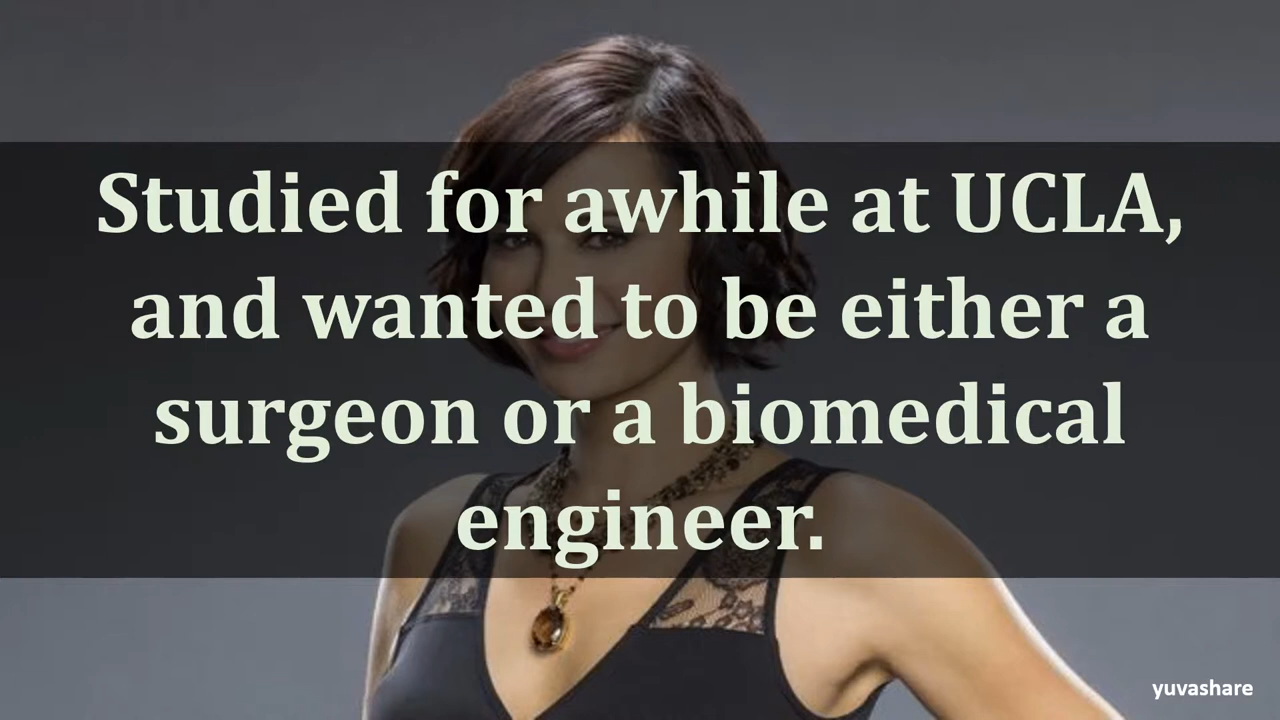 Studied for awhile at UCLA,
and wanted to be either a
surgeon or a biomedical
engineer.
yuvashare